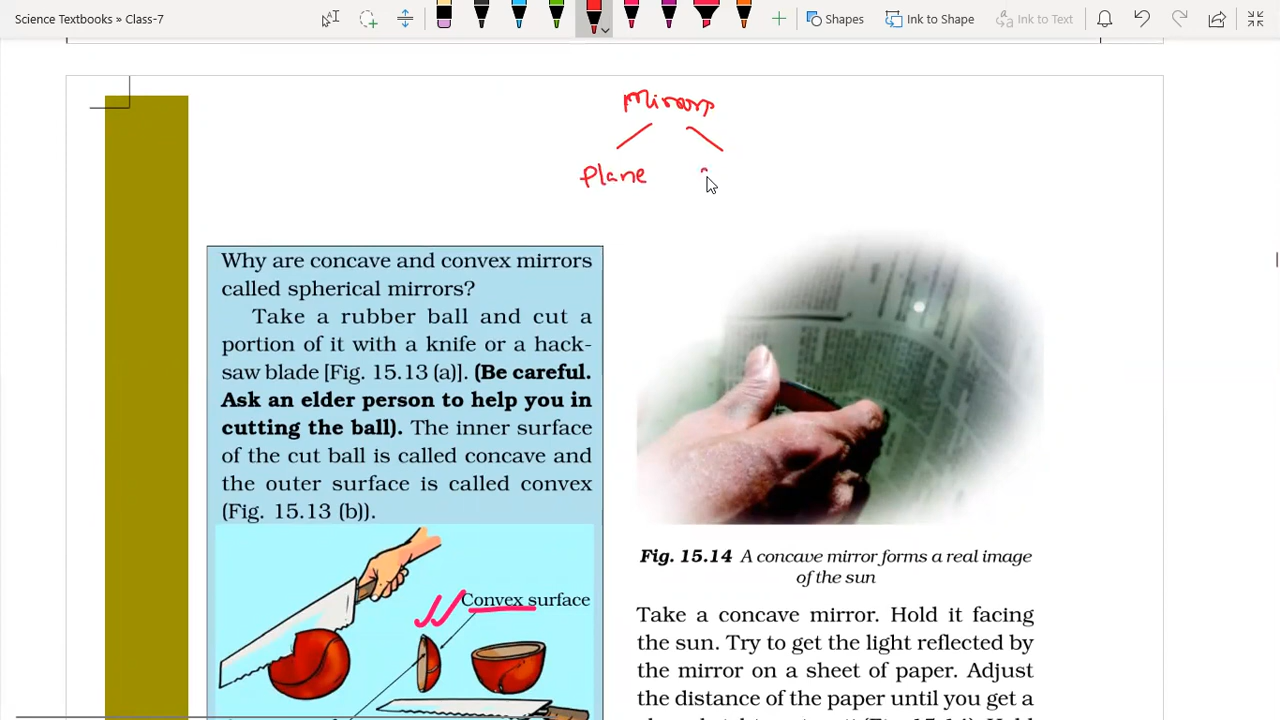 Science Textbooks » Class-7
Shapes
Ink to Shape
Ink to Text
Mirrors
Plane
Why are concave and convex mirrors
called spherical mirrors?
Take a rubber ball and cut a
portion of it with a knife or a hack-
saw blade [Fig. 15.13 (a)]. (Be careful.
Ask an elder person to help you in
cutting the ball). The inner surface
of the cut ball is called concave and
the outer surface is called convex
(Fig. 15.13 (b)).
Convex surface
Fig. 15.14 A concave mirror forms a real image
of the sun
Take a concave mirror. Hold it facing
the sun. Try to get the light reflected by
the mirror on a sheet of paper. Adjust
the distance of the paper until you get a